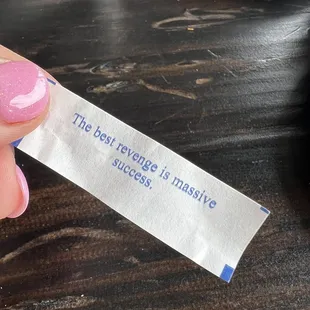 The best revenge is massive
success.